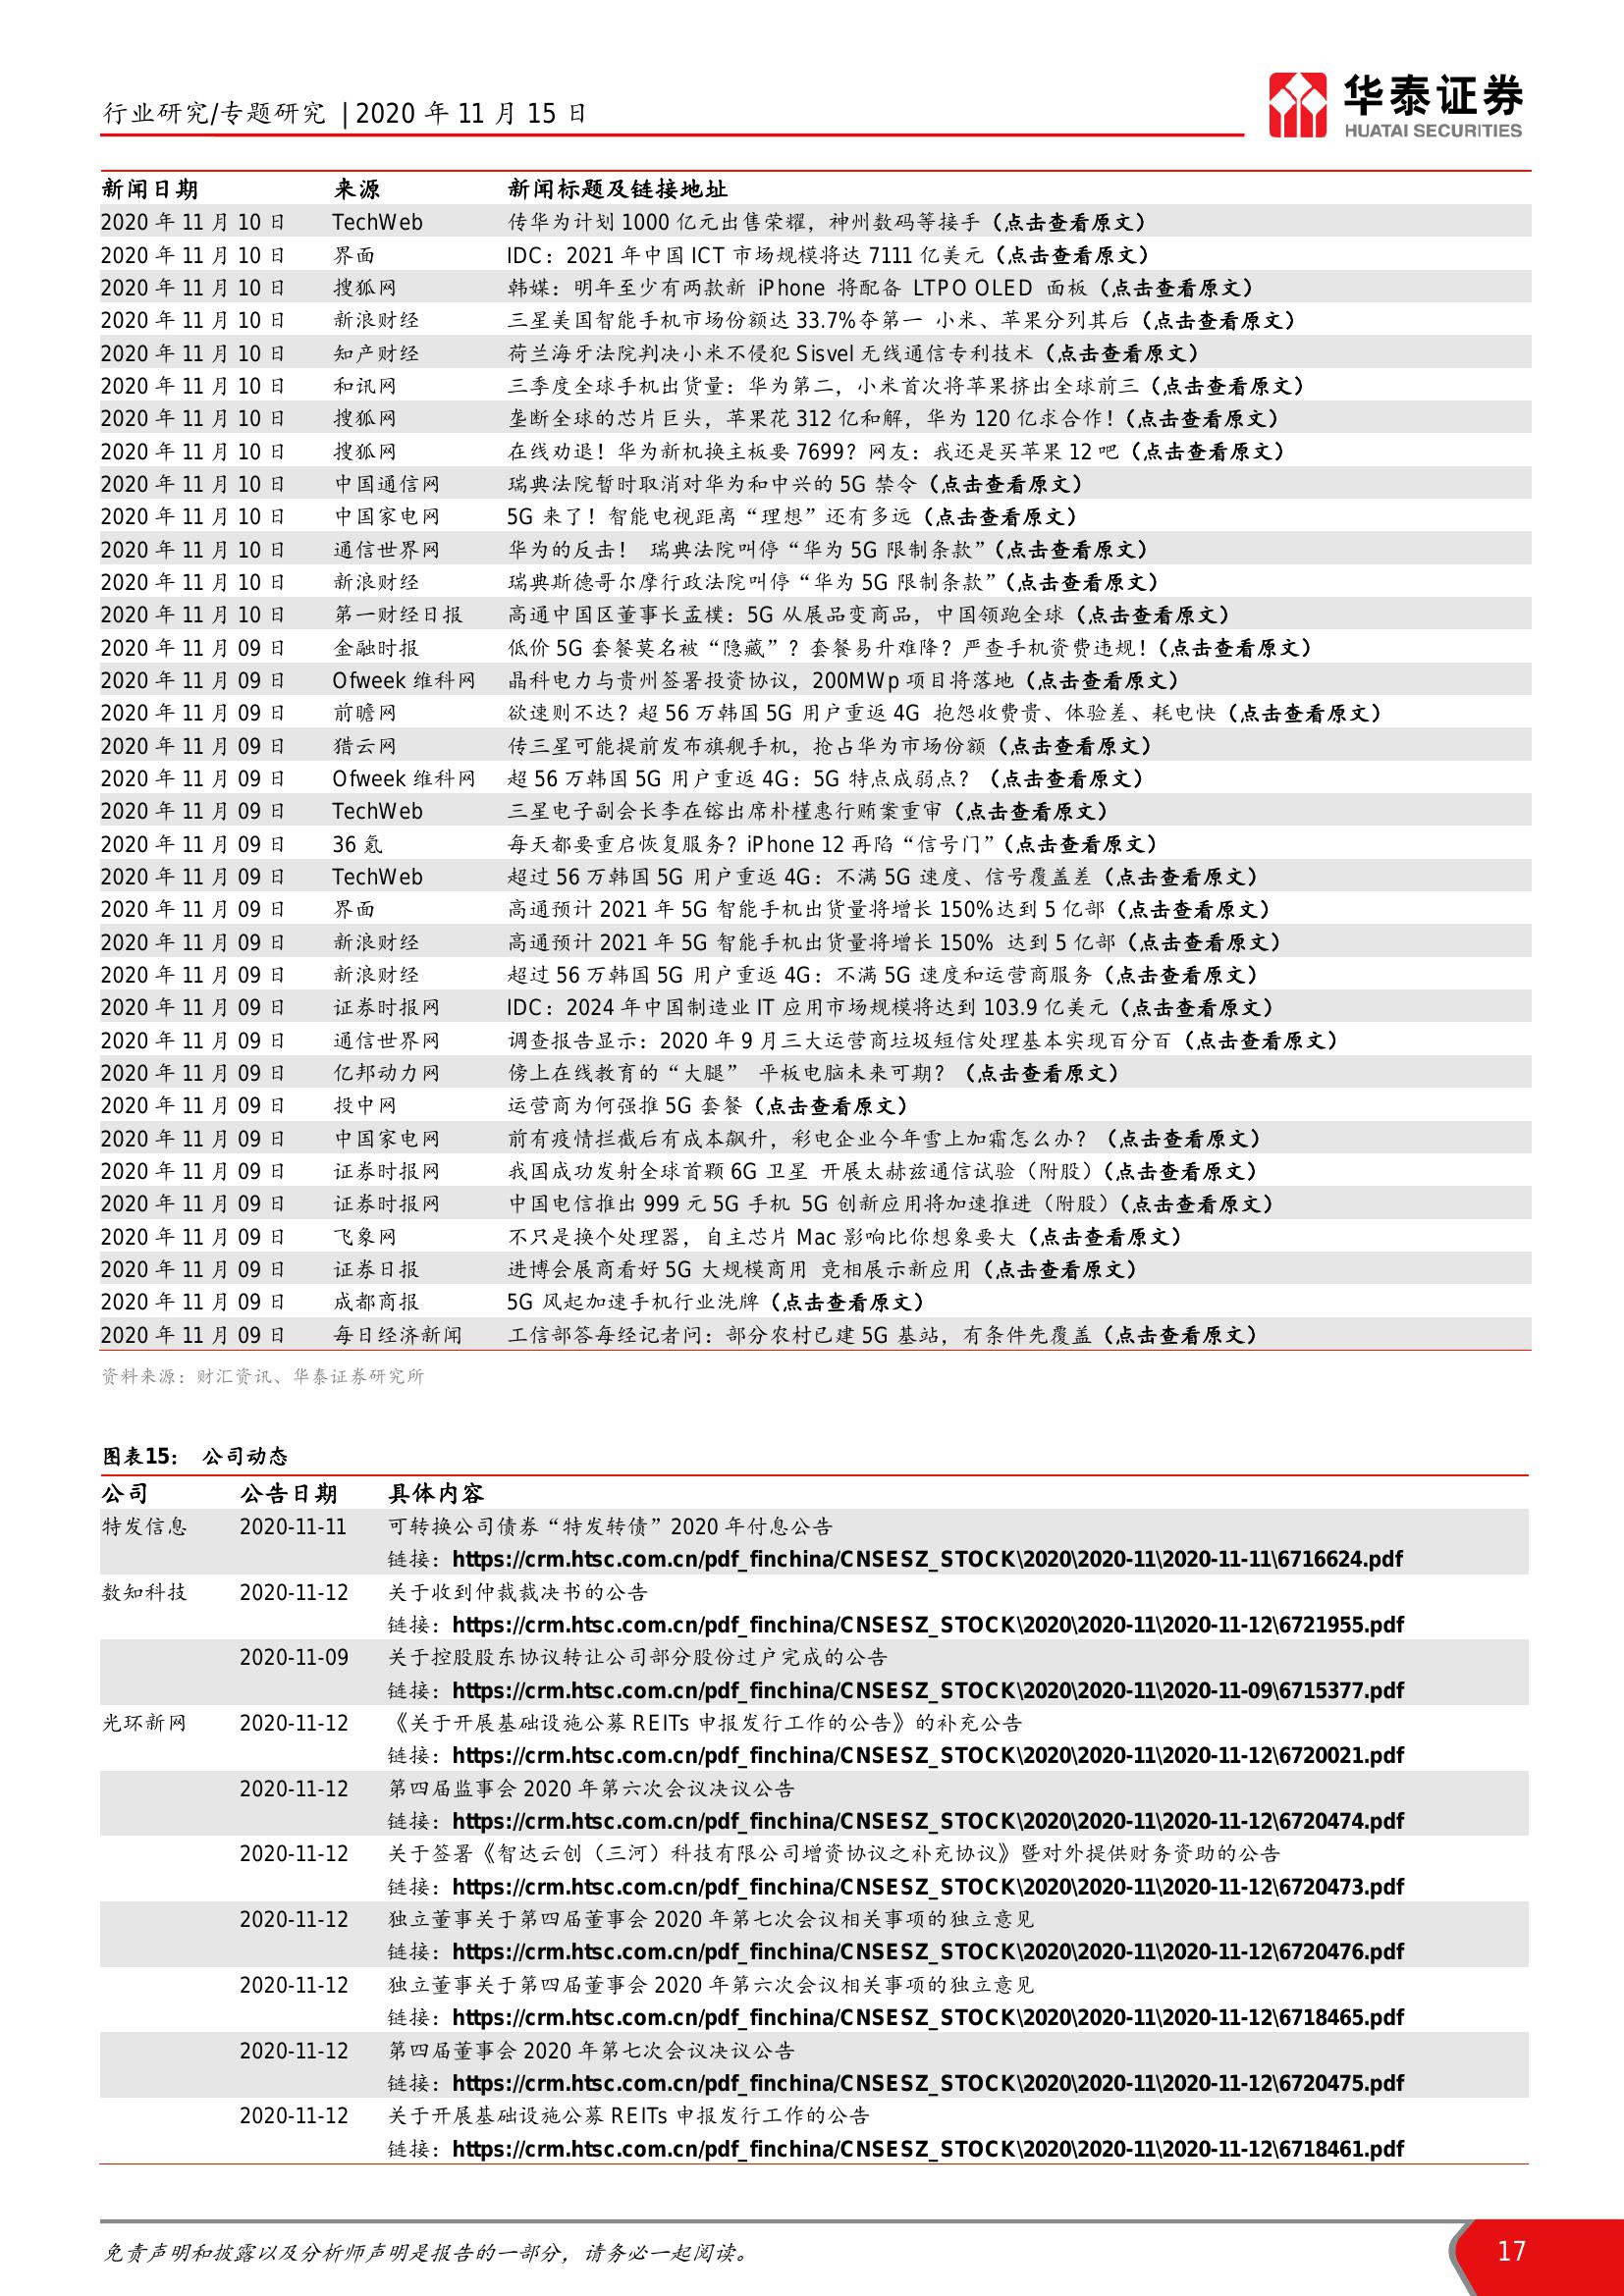 行业研究/专题研究 | 2020 年 11 月 15 日
华泰证券
HUATAI SECURITIES
新闻日期 来源 新闻标题及链接地址
2020 年 11 月 10 日 TechWeb 传华为计划 1000 亿元出售荣耀，神州数码等接手（点击查看原文）
2020 年 11 月 10 日 界面 IDC：2021 年中国 ICT 市场规模将达 7111 亿美元（点击查看原文）
2020 年 11 月 10 日 搜狐网 韩媒：明年至少有两款新 iPhone 将配备 LTPO OLED 面板（点击查看原文）
2020 年 11 月 10 日 新浪财经 三星美国智能手机市场份额达 33.7%夺第一 小米、苹果分列其后（点击查看原文）
2020 年 11 月 10 日 知产财经 荷兰海牙法院判决小米不侵犯 Sisvel 无线通信专利技术（点击查看原文）
2020 年 11 月 10 日 和讯网 三季度全球手机出货量：华为第二，小米首次将苹果挤出全球前三（点击查看原文）
2020 年 11 月 10 日 搜狐网 垄断全球的芯片巨头，苹果花 312 亿和解，华为 120 亿求合作！（点击查看原文）
2020 年 11 月 10 日 搜狐网 在线劝退！华为新机换主板要 7699？网友：我还是买苹果 12 吧（点击查看原文）
2020 年 11 月 10 日 中国通信网 瑞典法院暂时取消对华为和中兴的 5G 禁令（点击查看原文）
2020 年 11 月 10 日 中国家电网 5G 来了！智能电视距离“理想”还有多远（点击查看原文）
2020 年 11 月 10 日 通信世界网 华为的反击！ 瑞典法院叫停“华为 5G 限制条款”（点击查看原文）
2020 年 11 月 10 日 新浪财经 瑞典斯德哥尔摩行政法院叫停“华为 5G 限制条款”（点击查看原文）
2020 年 11 月 10 日 第一财经日报 高通中国区董事长孟樸：5G 从展品变商品，中国领跑全球（点击查看原文）
2020 年 11 月 09 日 金融时报 低价 5G 套餐莫名被“隐藏”？套餐易升难降？严查手机资费违规！（点击查看原文）
2020 年 11 月 09 日 Ofweek 维科网 晶科电力与贵州签署投资协议，200MWp 项目将落地（点击查看原文）
2020 年 11 月 09 日 前瞻网 欲速则不达？超 56 万韩国 5G 用户重返 4G 抱怨收费贵、体验差、耗电快（点击查看原文）
2020 年 11 月 09 日 猎云网 传三星可能提前发布旗舰手机，抢占华为市场份额（点击查看原文）
2020 年 11 月 09 日 Ofweek 维科网 超 56 万韩国 5G 用户重返 4G：5G 特点成弱点？（点击查看原文）
2020 年 11 月 09 日 TechWeb 三星电子副会长李在镕出席朴槿惠行贿案重审（点击查看原文）
2020 年 11 月 09 日 36 氪 每天都要重启恢复服务？iPhone 12 再陷“信号门”（点击查看原文）
2020 年 11 月 09 日 TechWeb 超过 56 万韩国 5G 用户重返 4G：不满 5G 速度、信号覆盖差（点击查看原文）
2020 年 11 月 09 日 界面 高通预计 2021 年 5G 智能手机出货量将增长 150%达到 5 亿部（点击查看原文）
2020 年 11 月 09 日 新浪财经 高通预计 2021 年 5G 智能手机出货量将增长 150% 达到 5 亿部（点击查看原文）
2020 年 11 月 09 日 新浪财经 超过 56 万韩国 5G 用户重返 4G：不满 5G 速度和运营商服务（点击查看原文）
2020 年 11 月 09 日 证券时报网 IDC：2024 年中国制造业 IT 应用市场规模将达到 103.9 亿美元（点击查看原文）
2020 年 11 月 09 日 通信世界网 调查报告显示：2020 年 9 月三大运营商垃圾短信处理基本实现百分百（点击查看原文）
2020 年 11 月 09 日 亿邦动力网 傍上在线教育的“大腿” 平板电脑未来可期？（点击查看原文）
2020 年 11 月 09 日 投中网 运营商为何强推 5G 套餐（点击查看原文）
2020 年 11 月 09 日 中国家电网 前有疫情拦截后有成本飙升，彩电企业今年雪上加霜怎么办？（点击查看原文）
2020 年 11 月 09 日 证券时报网 我国成功发射全球首颗 6G 卫星 开展太赫兹通信试验（附股）（点击查看原文）
2020 年 11 月 09 日 证券时报网 中国电信推出 999 元 5G 手机 5G 创新应用将加速推进（附股）（点击查看原文）
2020 年 11 月 09 日 飞象网 不只是换个处理器，自主芯片 Mac 影响比你想象要大（点击查看原文）
2020 年 11 月 09 日 证券日报 进博会展商看好 5G 大规模商用 竞相展示新应用（点击查看原文）
2020 年 11 月 09 日 成都商报 5G 风起加速手机行业洗牌（点击查看原文）
2020 年 11 月 09 日 每日经济新闻 工信部答每经记者问：部分农村已建 5G 基站，有条件先覆盖（点击查看原文）
资料来源：财汇资讯、华泰证券研究所
图表15： 公司动态
公司 公告日期 具体内容
特发信息 2020-11-11 可转换公司债券“特发转债”2020 年付息公告
链接：https://crm.htsc.com.cn/pdf_finchina/CNSESZ_STOCK\2020\2020-11\2020-11-11\6716624.pdf
数知科技 2020-11-12 关于收到仲裁裁决书的公告
链接：https://crm.htsc.com.cn/pdf_finchina/CNSESZ_STOCK\2020\2020-11\2020-11-12\6721955.pdf
2020-11-09 关于控股股东协议转让公司部分股份过户完成的公告
链接：https://crm.htsc.com.cn/pdf_finchina/CNSESZ_STOCK\2020\2020-11\2020-11-09\6715377.pdf
光环新网 2020-11-12 《关于开展基础设施公募 REITs 申报发行工作的公告》的补充公告
链接：https://crm.htsc.com.cn/pdf_finchina/CNSESZ_STOCK\2020\2020-11\2020-11-12\6720021.pdf
2020-11-12 第四届监事会 2020 年第六次会议决议公告
链接：https://crm.htsc.com.cn/pdf_finchina/CNSESZ_STOCK\2020\2020-11\2020-11-12\6720474.pdf
2020-11-12 关于签署《智达云创（三河）科技有限公司增资协议之补充协议》暨对外提供财务资助的公告
链接：https://crm.htsc.com.cn/pdf_finchina/CNSESZ_STOCK\2020\2020-11\2020-11-12\6720473.pdf
2020-11-12 独立董事关于第四届董事会 2020 年第七次会议相关事项的独立意见
链接：https://crm.htsc.com.cn/pdf_finchina/CNSESZ_STOCK\2020\2020-11\2020-11-12\6720476.pdf
2020-11-12 独立董事关于第四届董事会 2020 年第六次会议相关事项的独立意见
链接：https://crm.htsc.com.cn/pdf_finchina/CNSESZ_STOCK\2020\2020-11\2020-11-12\6718465.pdf
2020-11-12 第四届董事会 2020 年第七次会议决议公告
链接：https://crm.htsc.com.cn/pdf_finchina/CNSESZ_STOCK\2020\2020-11\2020-11-12\6720475.pdf
2020-11-12 关于开展基础设施公募 REITs 申报发行工作的公告
链接：https://crm.htsc.com.cn/pdf_finchina/CNSESZ_STOCK\2020\2020-11\2020-11-12\6718461.pdf
免责声明和披露以及分析师声明是报告的一部分，请务必一起阅读。
17